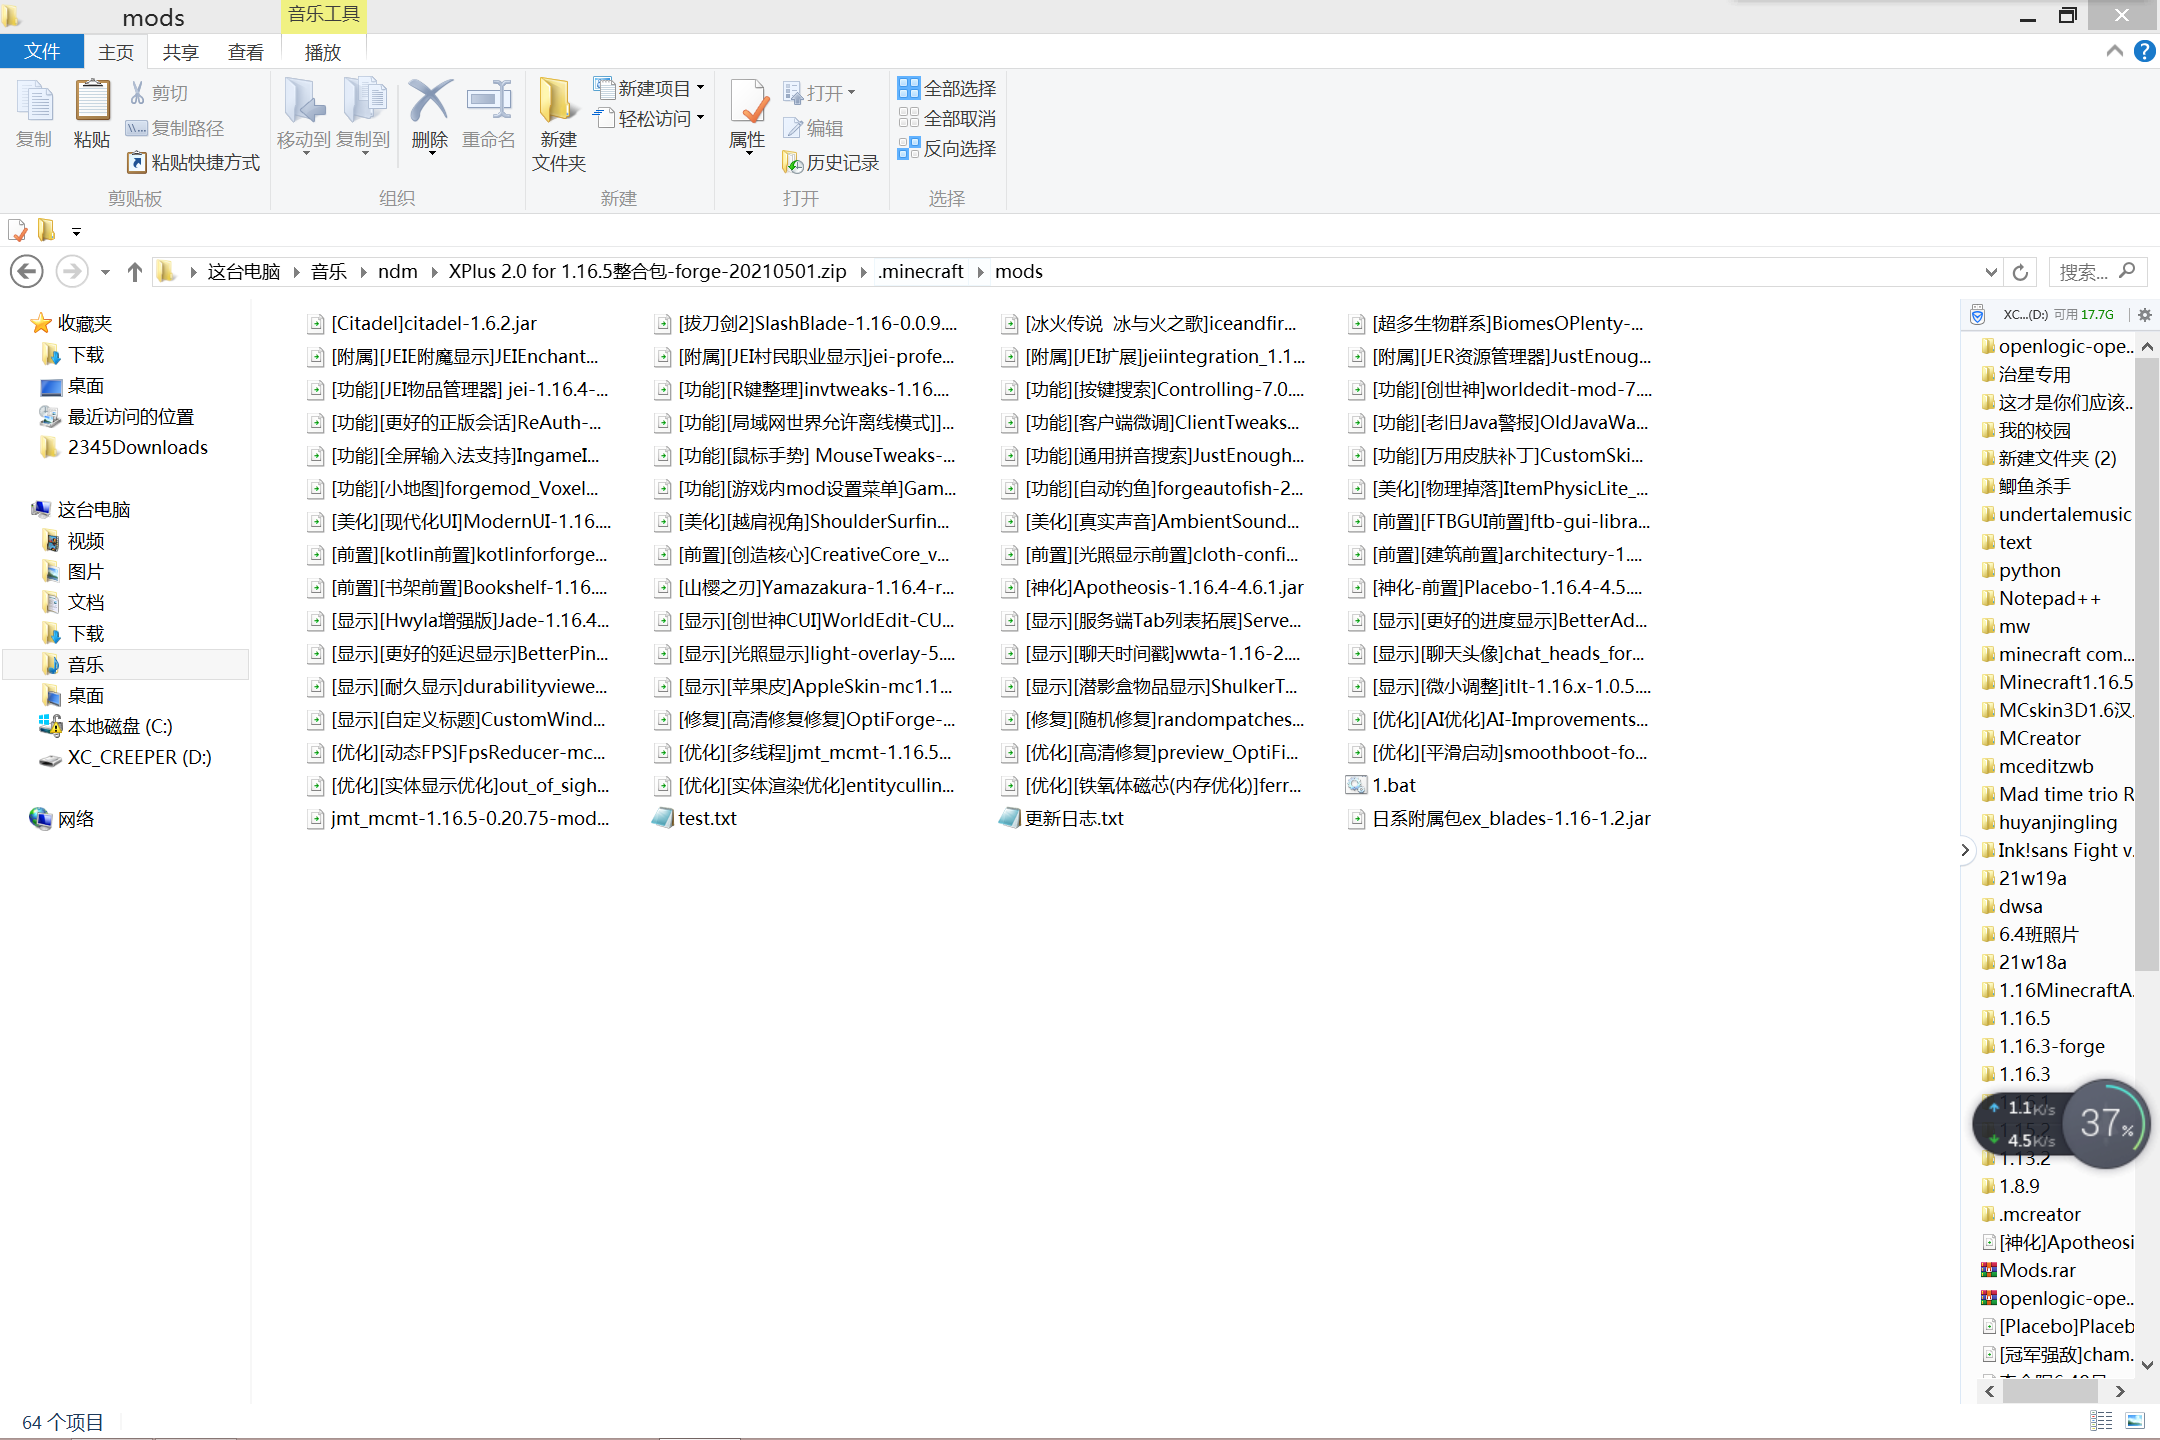 mods
音乐工具
文件
主页
共享
查看
播放
复制
粘贴
剪切
复制路径
粘贴快捷方式
移动到
复制到
删除
重命名
新建
文件夹
新建项目
轻松访问
属性
打开
编辑
历史记录
全部选择
全部取消
反向选择
剪贴板
组织
新建
打开
选择
这台电脑
音乐
ndm
XPlus 2.0 for 1.16.5整合包-forge-20210501.zip
.minecraft
mods
搜索...
收藏夹
下载
桌面
最近访问的位置
2345Downloads
这台电脑
视频
图片
文档
下载
音乐
桌面
本地磁盘 (C:)
XC_CREEPER (D:)
网络
[Citadel]citadel-1.6.2.jar
[拔刀剑2]SlashBlade-1.16-0.0.9....
[冰火传说 冰与火之歌]iceandfir...
[超多生物群系]BiomesOPlenty-...
[附属][JEIE附魔显示]JEIEnchant...
[附属][JEI村民职业显示]jei-profe...
[附属][JEI扩展]jeiintegration_1.1...
[附属][JER资源管理器]JustEnoug...
[功能][JEI物品管理器] jei-1.16.4-...
[功能][R键整理]invtweaks-1.16....
[功能][按键搜索]Controlling-7.0....
[功能][创世神]worldedit-mod-7....
[功能][更好的正版会话]ReAuth-...
[功能][局域网世界允许离线模式]]...
[功能][客户端微调]ClientTweaks...
[功能][老旧Java警报]OldJavaWa...
[功能][全屏输入法支持]IngameI...
[功能][鼠标手势] MouseTweaks-...
[功能][通用拼音搜索]JustEnough...
[功能][万用皮肤补丁]CustomSki...
[功能][小地图]forgemod_Voxel...
[功能][游戏内mod设置菜单]Gam...
[功能][自动钓鱼]forgeautofish-2...
[美化][物理掉落]ItemPhysicLite_...
[美化][现代化UI]ModernUI-1.16....
[美化][越肩视角]ShoulderSurfin...
[美化][真实声音]AmbientSound...
[前置][FTBGUI前置]ftb-gui-libra...
[前置][kotlin前置]kotlinforforge...
[前置][创造核心]CreativeCore_v...
[前置][光照显示前置]cloth-confi...
[前置][建筑前置]architectury-1....
[前置][书架前置]Bookshelf-1.16....
[山樱之刃]Yamazakura-1.16.4-r...
[神化]Apotheosis-1.16.4-4.6.1.jar
[神化-前置]Placebo-1.16.4-4.5....
[显示][Hwyla增强版]Jade-1.16.4...
[显示][创世神CUI]WorldEdit-CU...
[显示][服务端Tab列表拓展]Serve...
[显示][更好的进度显示]BetterAd...
[显示][更好的延迟显示]BetterPin...
[显示][光照显示]light-overlay-5....
[显示][聊天时间戳]wwta-1.16-2....
[显示][聊天头像]chat_heads_for...
[显示][耐久显示]durabilityviewe...
[显示][苹果皮]AppleSkin-mc1.1...
[显示][潜影盒物品显示]ShulkerT...
[显示][微小调整]itlt-1.16.x-1.0.5....
[显示][自定义标题]CustomWind...
[修复][高清修复修复]OptiForge-...
[修复][随机修复]randompatches...
[优化][AI优化]AI-Improvements...
[优化][动态FPS]FpsReducer-mc...
[优化][多线程]jmt_mcmt-1.16.5...
[优化][高清修复]preview_OptiFi...
[优化][平滑启动]smoothboot-fo...
[优化][实体显示优化]out_of_sigh...
[优化][实体渲染优化]entitycullin...
[优化][铁氧体磁芯(内存优化)]ferr...
1.bat
jmt_mcmt-1.16.5-0.20.75-mod...
test.txt
更新日志.txt
日系附属包ex_blades-1.16-1.2.jar
XC...(D:) 可用 17.7G
openlogic-ope...
治星专用
这才是你们应该...
我的校园
新建文件夹 (2)
鲫鱼杀手
undertalemusic
text
python
Notepad++
mw
minecraft com...
Minecraft1.16.5
MCskin3D1.6汉
MCreator
mceditzwb
Mad time trio R
huyanjingling
Ink!sans Fight v.
21w19a
dwsa
6.4班照片
21w18a
1.16MinecraftA.
1.16.5
1.16.3-forge
1.16.3
1.1K/s
4.5K/s
37%
1.13.2
1.8.9
.mcreator
[神化]Apotheosi
Mods.rar
openlogic-ope...
[Placebo]Placeb
[冠军强敌]cham.
64 个项目